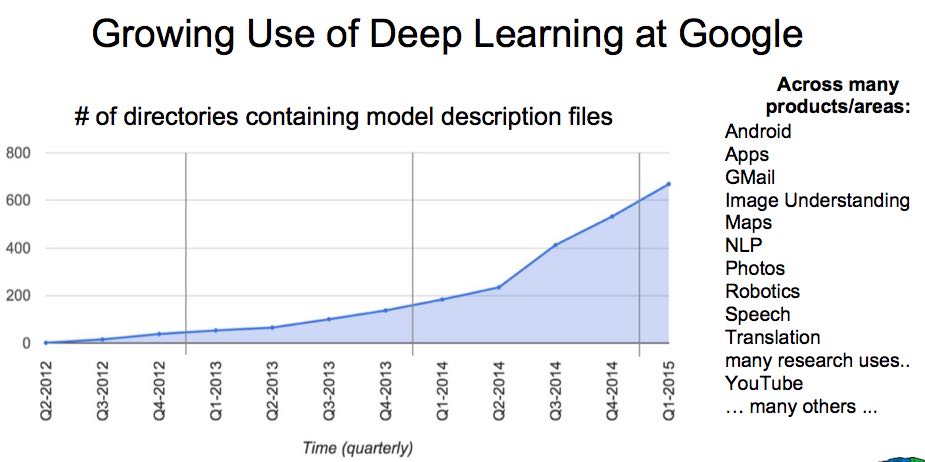 Growing Use of Deep Learning at Google
# of directories containing model description files
800
600
400
200
0
Q2-2012
Q3-2012
Q4-2012
Q1-2013
Q2-2013
Q3-2013
Q4-2013
Q1-2014
Q2-2014
Q3-2014
Q4-2014
Q1-2015
Time (quarterly)
Across many
products/areas:
Android
Apps
GMail
Image Understanding
Maps
NLP
Photos
Robotics
Speech
Translation
many research uses..
YouTube
… many others ...